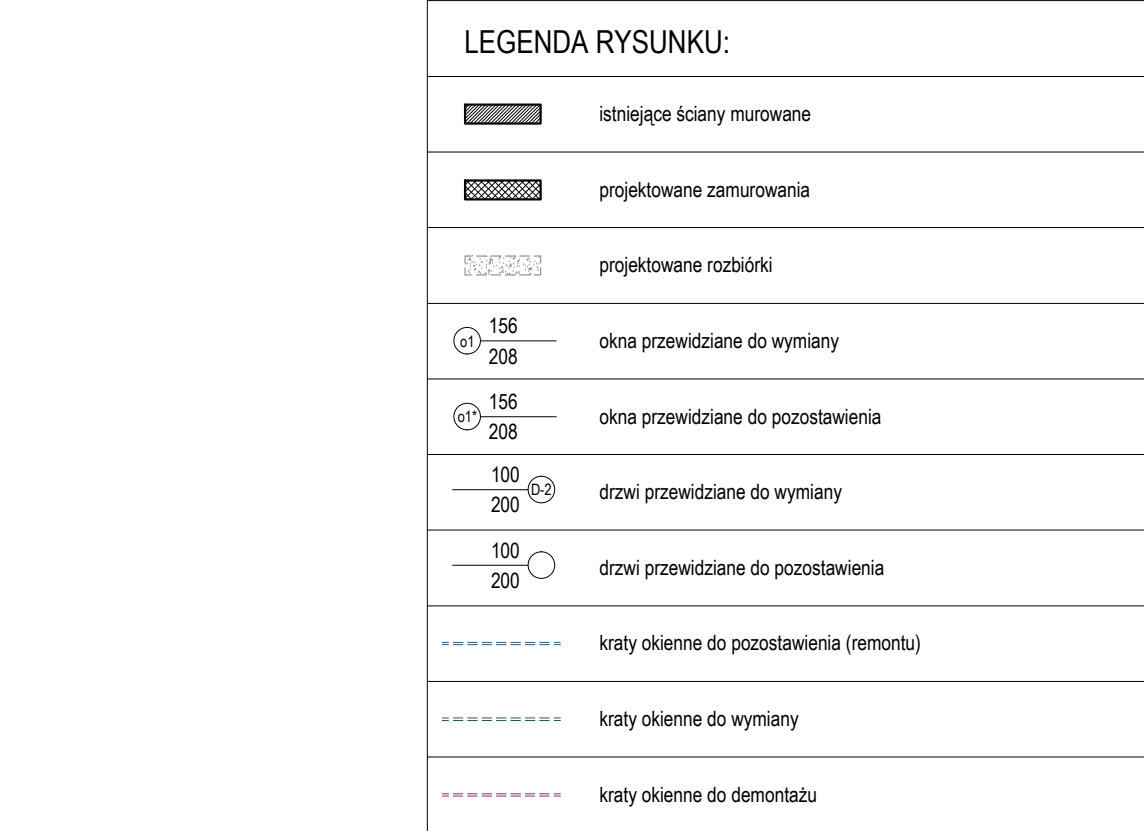 LEGENDA RYSUNKU:
istniejące ściany murowane
projektowane zamurowania
projektowane rozbiórki
o1 156 okna przewidziane do wymiany
208
o1* 156 okna przewidziane do pozostawienia
208
100 D-2 drzwi przewidziane do wymiany
200
100 drzwi przewidziane do pozostawienia
200
kraty okienne do pozostawienia (remontu)
kraty okienne do wymiany
kraty okienne do demontażu